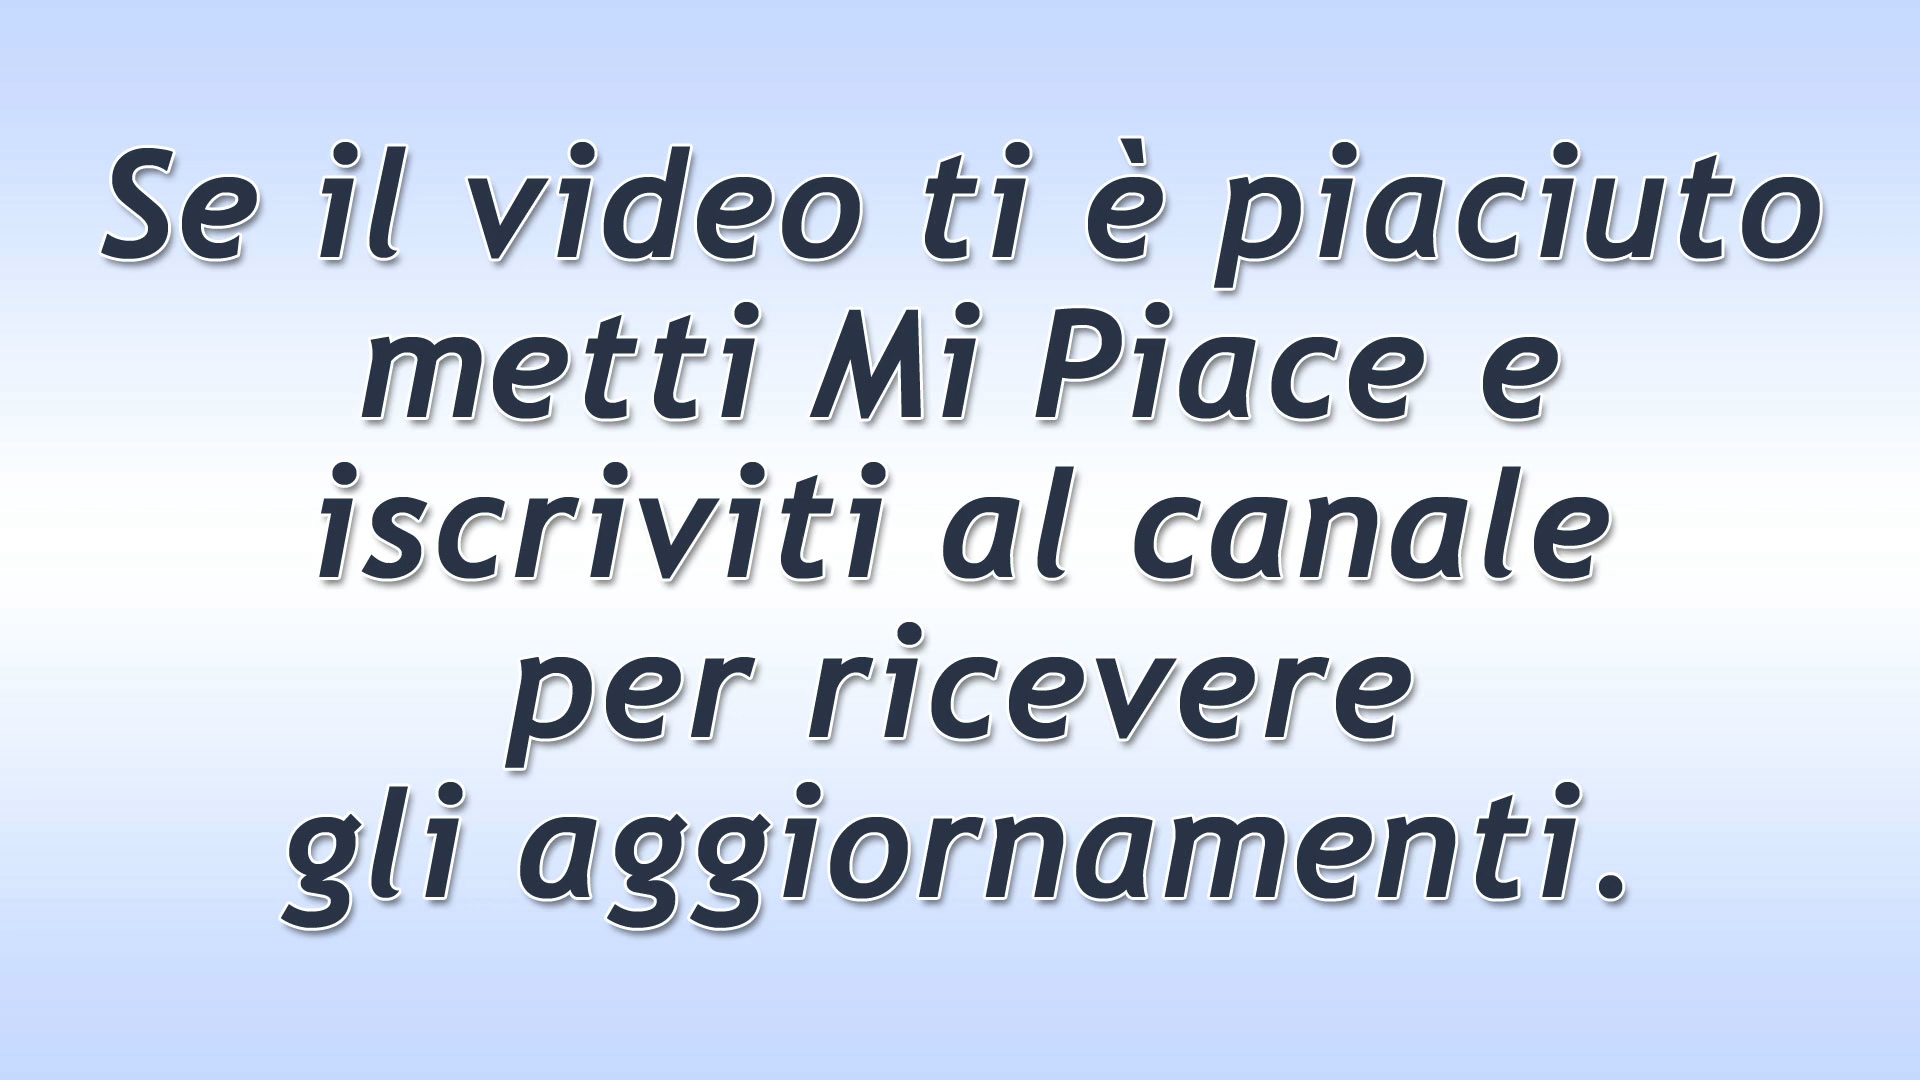 Se il video ti è piaciuto
metti Mi Piace e
iscriviti al canale
per ricevere
gli aggiornamenti.